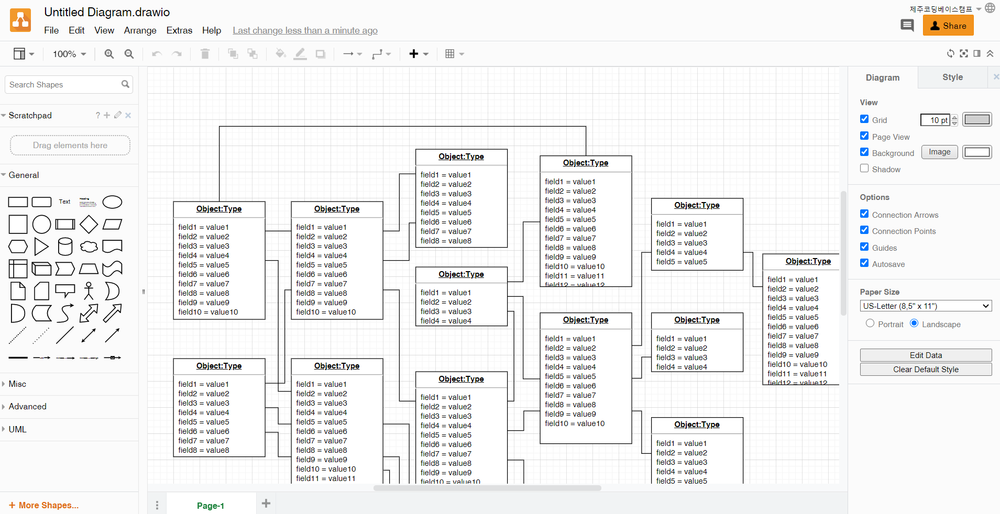 Untitled Diagram.drawio
제주코딩베이스캠프
File Edit View Arrange Extras Help Last change less than a minute ago
Share
100%
Search Shapes
Scratchpad
?
Drag elements here
General
Text
Heading
Misc
Advanced
UML
+ More Shapes...
Object:Type
field1 = value1
field2 = value2
field3 = value3
field4 = value4
field5 = value5
field6 = value6
field7 = value7
field8 = value8
field9 = value9
field10 = value10
Object:Type
field1 = value1
field2 = value2
field3 = value3
field4 = value4
field5 = value5
field6 = value6
field7 = value7
field8 = value8
Object:Type
field1 = value1
field2 = value2
field3 = value3
field4 = value4
field5 = value5
field6 = value6
field7 = value7
field8 = value8
field9 = value9
field10 = value10
Object:Type
field1 = value1
field2 = value2
field3 = value3
field4 = value4
field5 = value5
field6 = value6
field7 = value7
field8 = value8
field9 = value9
field10 = value10
field11 = value11
Object:Type
field1 = value1
field2 = value2
field3 = value3
field4 = value4
field5 = value5
field6 = value6
field7 = value7
field8 = value8
Object:Type
field1 = value1
field2 = value2
field3 = value3
field4 = value4
Object:Type
field1 = value1
field2 = value2
field3 = value3
field4 = value4
field5 = value5
field6 = value6
field7 = value7
field8 = value8
field9 = value9
field10 = value10
Object:Type
field1 = value1
field2 = value2
field3 = value3
field4 = value4
field5 = value5
field6 = value6
field7 = value7
field8 = value8
field9 = value9
field10 = value10
field11 = value11
field12 = value12
Object:Type
field1 = value1
field2 = value2
field3 = value3
field4 = value4
field5 = value5
field6 = value6
field7 = value7
field8 = value8
field9 = value9
field10 = value10
Object:Type
field1 = value1
field2 = value2
field3 = value3
field4 = value4
field5 = value5
Object:Type
field1 = value1
field2 = value2
field3 = value3
field4 = value4
Object:Type
field1 = value1
field2 = value2
field3 = value3
field4 = value4
field5 = value5
Object:Type
field1 = value1
field2 = value2
field3 = value3
field4 = value4
field5 = value5
field6 = value6
field7 = value7
field8 = value8
field9 = value9
field10 = value10
field11 = value11
field12 = value12
Page-1
Diagram Style
View
Grid 10 pt
Page View
Background Image
Shadow
Options
Connection Arrows
Connection Points
Guides
Autosave
Paper Size
US-Letter (8,5" x 11")
Portrait Landscape
Edit Data
Clear Default Style